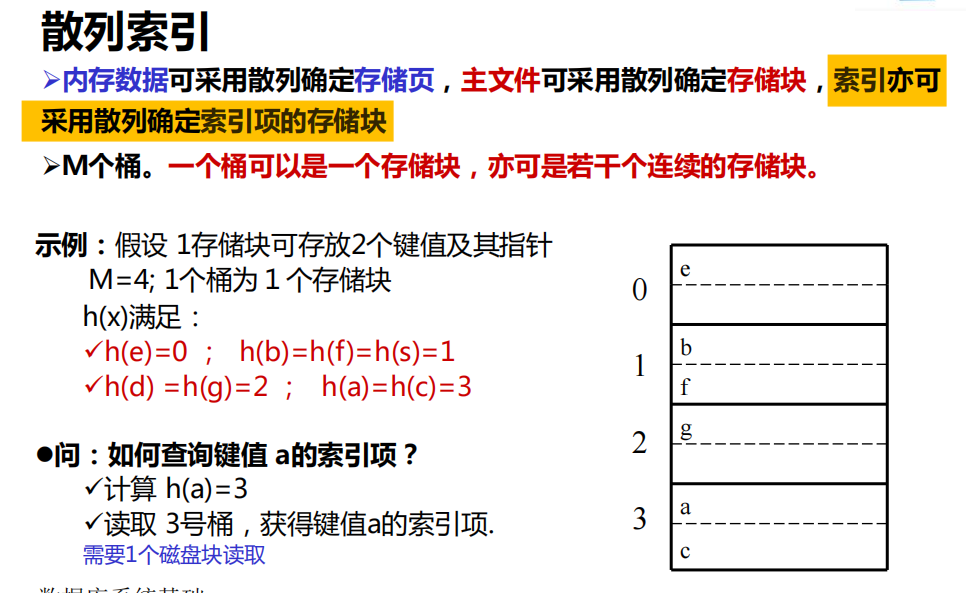 散列索引
➢内存数据可采用散列确定存储页，主文件可采用散列确定存储块，索引亦可
采用散列确定索引项的存储块
➢M个桶。一个桶可以是一个存储块，亦可是若干个连续的存储块。
示例：假设 1存储块可存放2个键值及其指针
M=4; 1个桶为 1 个存储块
h(x)满足：
✓h(e)=0 ； h(b)=h(f)=h(s)=1
✓h(d) =h(g)=2 ； h(a)=h(c)=3
●问：如何查询键值 a的索引项？
✓计算 h(a)=3
✓读取 3号桶，获得键值a的索引项.
需要1个磁盘块读取
0
e
1
b
f
2
g
3
a
c